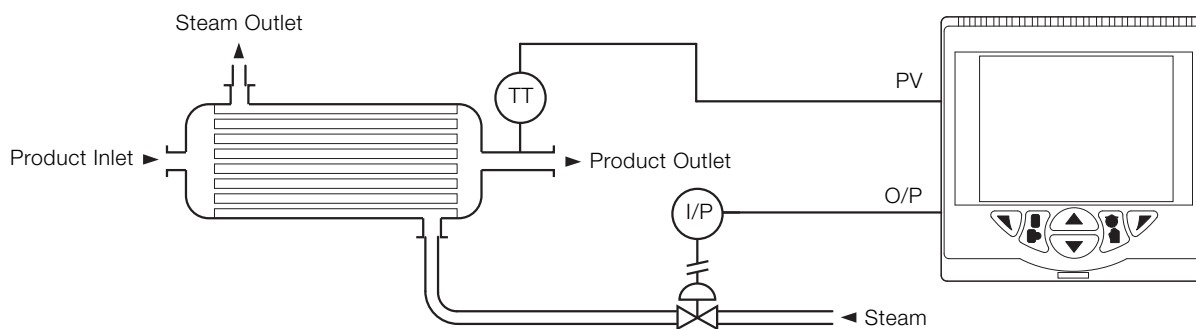 Steam Outlet
TT
PV
Product Inlet
Product Outlet
I/P
O/P
Steam